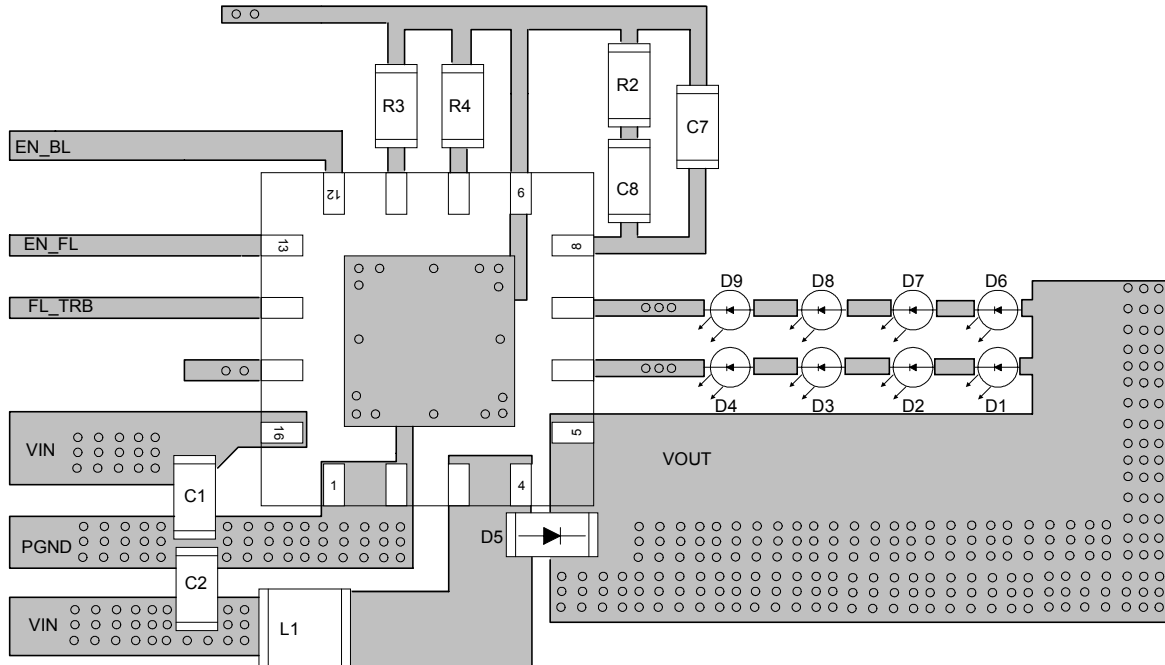 R3
R4
R2
C7
EN_BL
12
9
C8
EN_FL
13
8
FL_TRB
D9
D8
D7
D6
D4
D3
D2
D1
VIN
16
5
VOUT
C1
1
4
PGND
D5
C2
VIN
L1